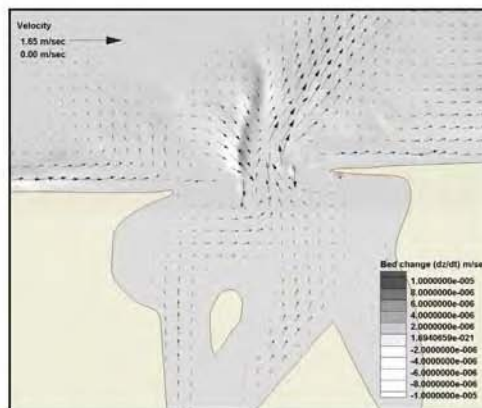 Velocity
1.65 m/sec
0.00 m/sec
Bed change (dz/dt) m/se
1.0000000e-005
8.0000000e-006
6.0000000e-006
4.0000000e-006
2.0000000e-006
1.6940659e-021
-2.0000000e-006
-4.0000000e-006
-6.0000000e-006
-8.0000000e-006
-1.0000000e-005